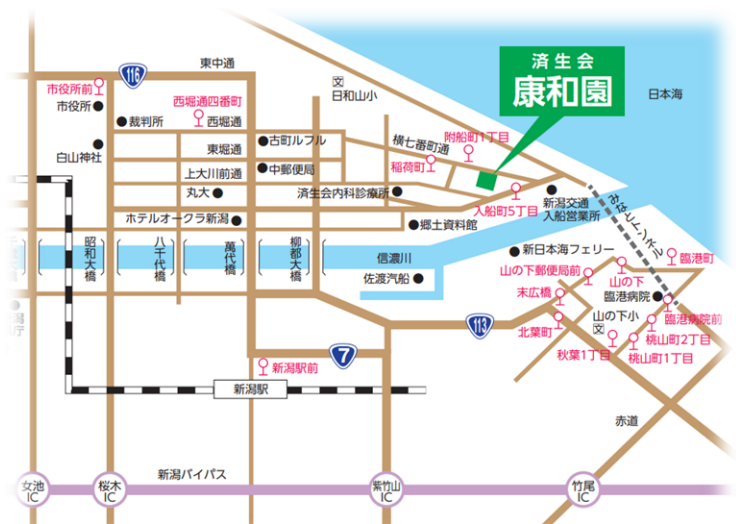 済生会
康和園
日本海
116
東中通
市役所前
市役所
文
日和山小
西堀通四番町
裁判所
西堀通
古町ルフル
横七番町通
附船町1丁目
白山神社
東堀通
中郵便局
稲荷町
上大川前通
丸大
済生会内科診療所
入船町5丁目
新潟交通
入船営業所
みなとトンネル
ホテルオークラ新潟
郷土資料館
昭和大橋
八千代橋
萬代橋
柳都大橋
信濃川
佐渡汽船
新日本海フェリー
臨港町
山の下郵便局前
山の下
末広橋
臨港病院
臨港病院前
北葉町
山の下小
文
桃山町2丁目
秋葉1丁目
桃山町1丁目
113
7
新潟駅前
新潟駅
赤道
新潟バイパス
女池
IC
桜木
IC
紫竹山
IC
竹尾
IC